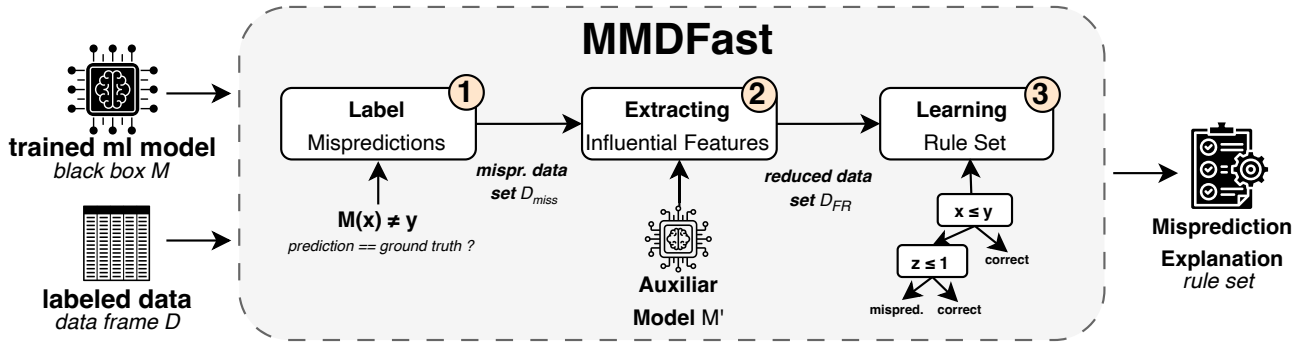 MMDFast
trained ml model
black box M
labeled data
data frame D
1
Label
Mispredictions
M(x) ≠ y
prediction == ground truth ?
mispr. data
set D_miss
2
Extracting
Influential Features
Auxiliar
Model M'
reduced data
set D_FR
3
Learning
Rule Set
x ≤ y
z ≤ 1
correct
mispred.
correct
Misprediction
Explanation
rule set